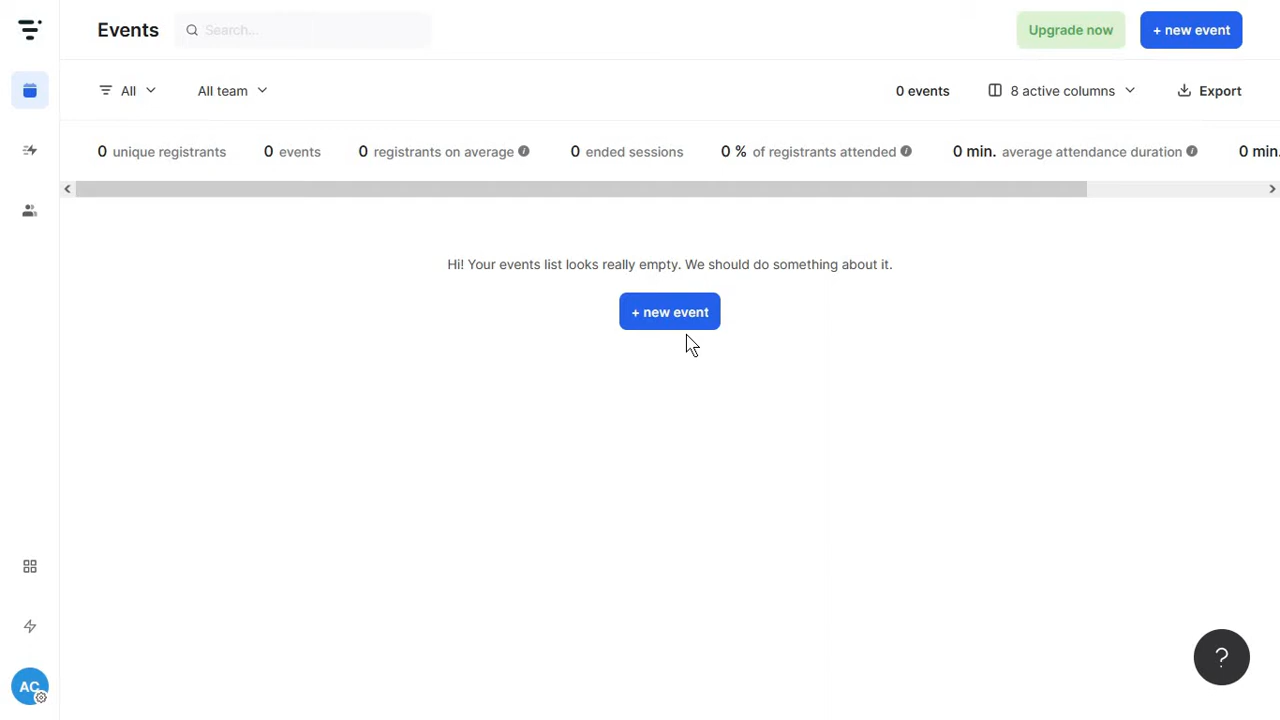 Events
Search...
Upgrade now
+ new event
All
All team
0 events
8 active columns
Export
0 unique registrants
0 events
0 registrants on average
0 ended sessions
0 % of registrants attended
0 min. average attendance duration
0 min.
Hi! Your events list looks really empty. We should do something about it.
+ new event
AC
?